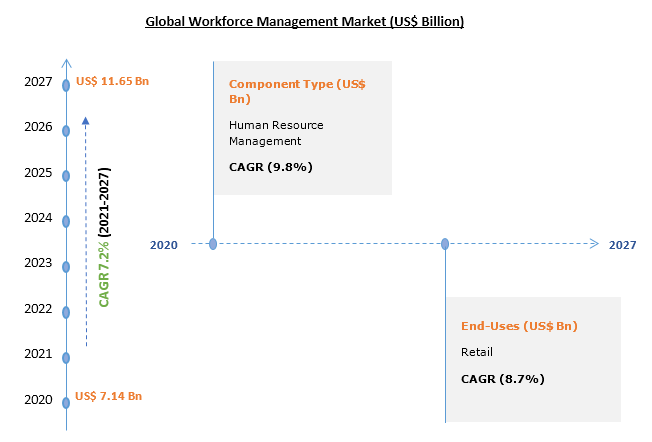 Global Workforce Management Market (US$ Billion)
2027
US$ 11.65 Bn
2026
2025
2024
2023
2022
2021
2020
US$ 7.14 Bn
CAGR 7.2% (2021-2027)
Component Type (US$
Bn)
Human Resource
Management
CAGR (9.8%)
2020
2027
End-Uses (US$ Bn)
Retail
CAGR (8.7%)